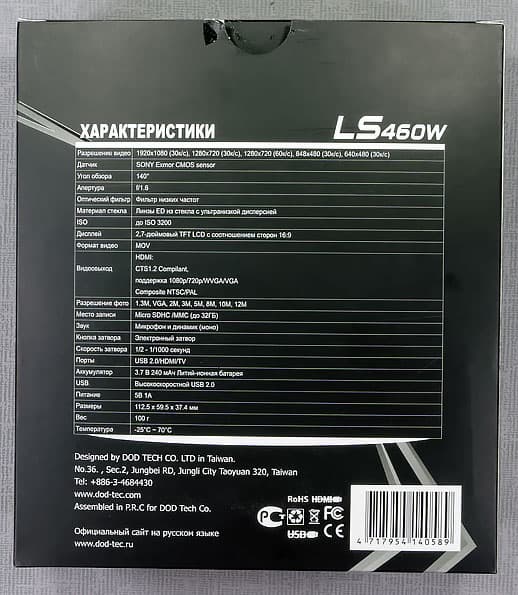 ХАРАКТЕРИСТИКИ LS460W
Разрешение видео 1920x1080 (30к/с), 1280x720 (30к/с), 1280x720 (60к/с), 848x480 (30к/с), 640x480 (30к/с)
Датчик SONY Exmor CMOS sensor
Угол обзора 140°
Апертура f/1.6
Оптический фильтр Фильтр низких частот
Материал стекла Линзы ED из стекла с ультранизкой дисперсией
ISO до ISO 3200
Дисплей 2,7-дюймовый TFT LCD с соотношением сторон 16:9
Формат видео MOV
HDMI:
Видеовыход CTS1.2 Compliant,
поддержка 1080p/720p/WVGA/VGA
Composite NTSC/PAL
Разрешение фото 1.3M, VGA, 2M, 3M, 5M, 8M, 10M, 12M
Место записи Micro SDHC /MMC (до 32ГБ)
Звук Микрофон и динамик (моно)
Кнопка затвора Электронный затвор
Скорость затвора 1/2 - 1/1000 секунд
Порты USB 2.0/HDMI/TV
Аккумулятор 3.7 В 240 мАч Литий-ионная батарея
USB Высокоскоростной USB 2.0
Питание 5В 1А
Размеры 112.5 x 59.5 x 37.4 мм
Вес 100 г
Температура -25°C ~ 70°C
Designed by DOD TECH CO. LTD in Taiwan.
No.36. , Sec.2, Jungbei RD, Jungli City Taoyuan 320, Taiwan
Tel: +886-3-4684430
www.dod-tec.com
Assembled in P.R.C for DOD Tech Co.
Официальный сайт на русском языке
www.dod-tec.ru
RoHS HDMI
FC
USB CE
4 717954 140589